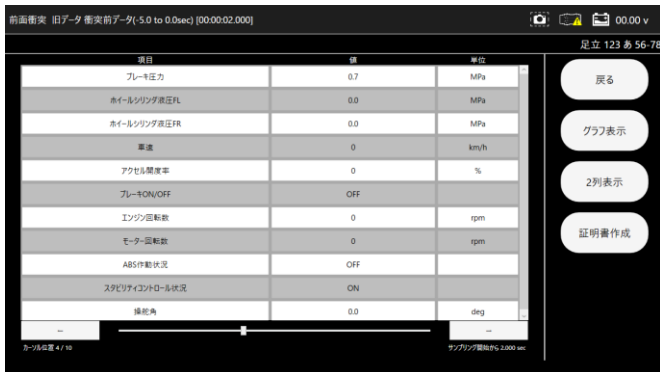 前面衝突 旧データ 衝突前データ(-5.0 to 0.0sec) [00:00:02.000]
00.00 v
足立 123 あ 56-78
項目 値 単位
ブレーキ圧力 0.7 MPa
ホイールシリンダ液圧FL 0.0 MPa
ホイールシリンダ液圧FR 0.0 MPa
車速 0 km/h
アクセル開度率 0 %
ブレーキON/OFF OFF
エンジン回転数 0 rpm
モーター回転数 0 rpm
ABS作動状況 OFF
スタビリティコントロール状況 ON
操舵角 0.0 deg
カーソル位置 4 / 10
サンプリング開始から 2.000 sec
戻る
グラフ表示
2列表示
証明書作成